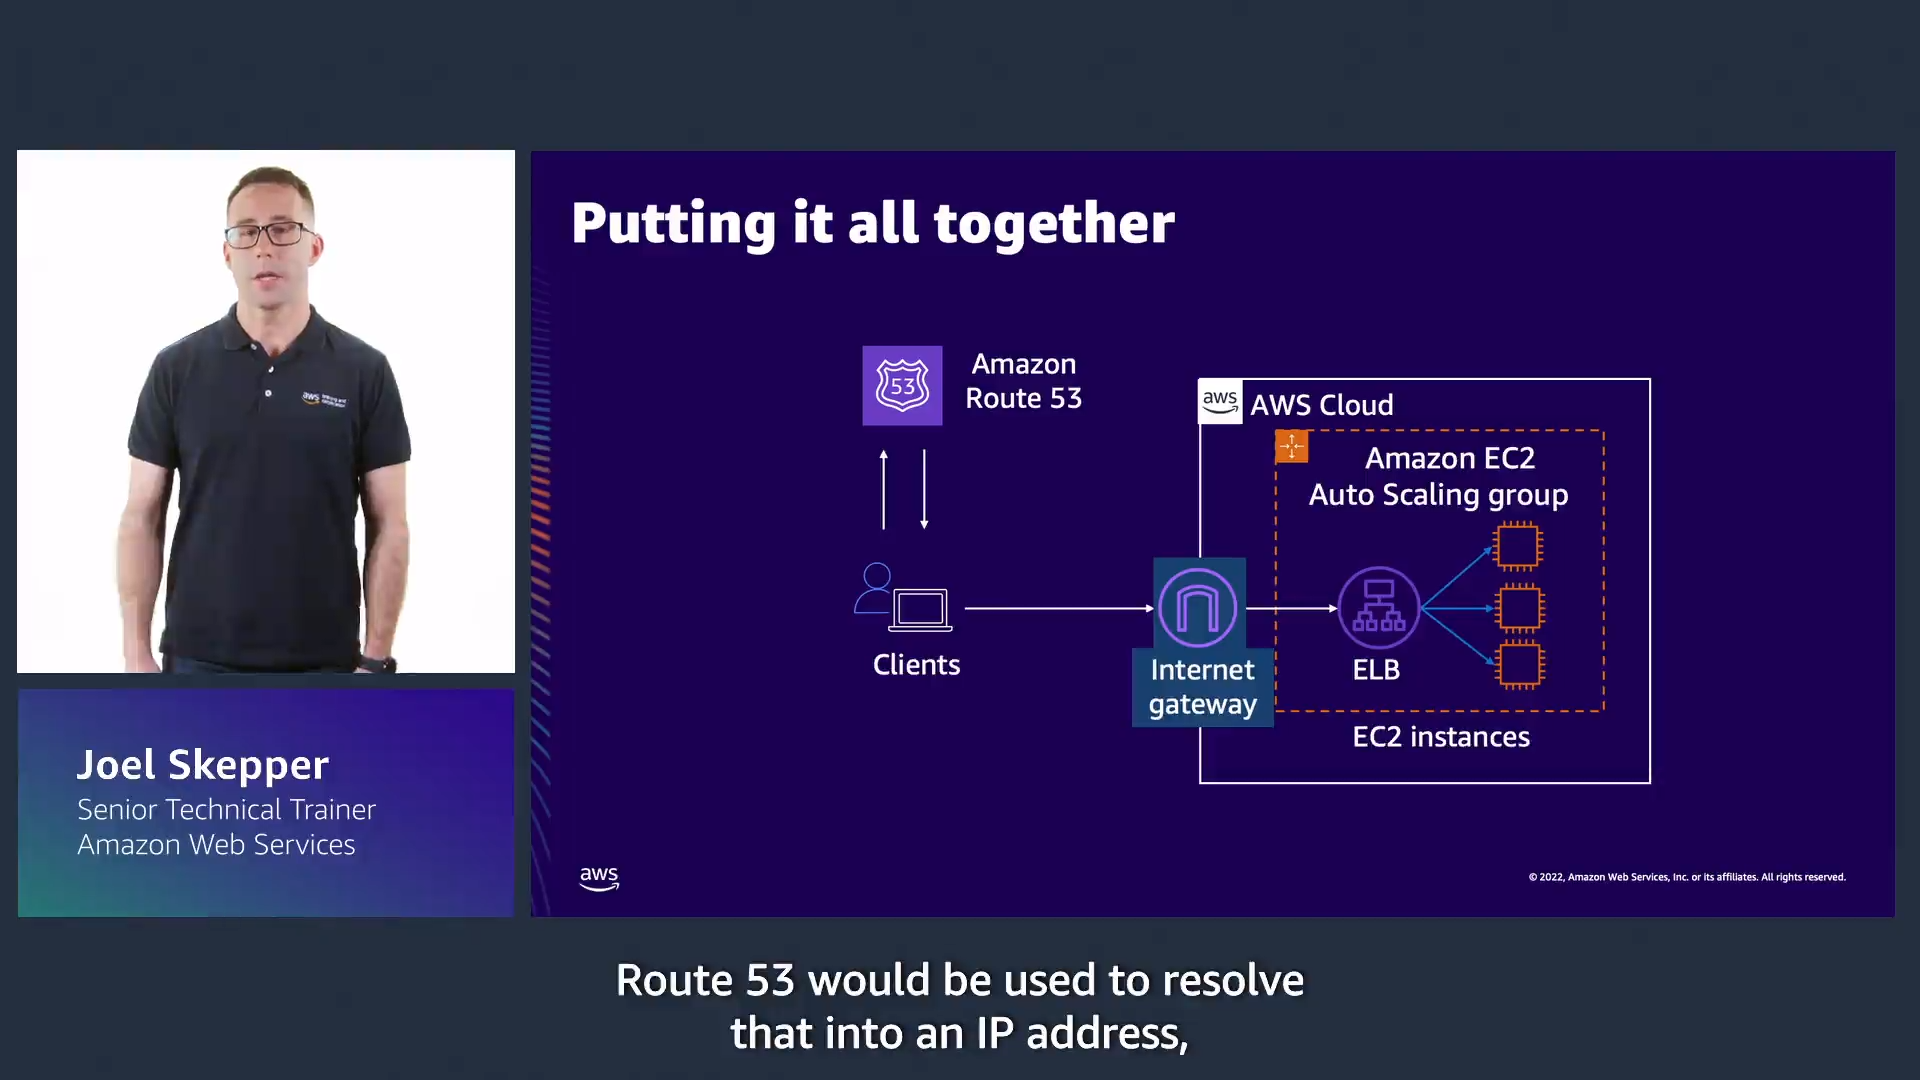 Putting it all together
53
Amazon
Route 53
aws
AWS Cloud
Amazon EC2
Auto Scaling group
Clients
Internet
gateway
ELB
EC2 instances
aws
Joel Skepper
Senior Technical Trainer
Amazon Web Services
aws
© 2022, Amazon Web Services, Inc. or its affiliates. All rights reserved.
Route 53 would be used to resolve
that into an IP address,